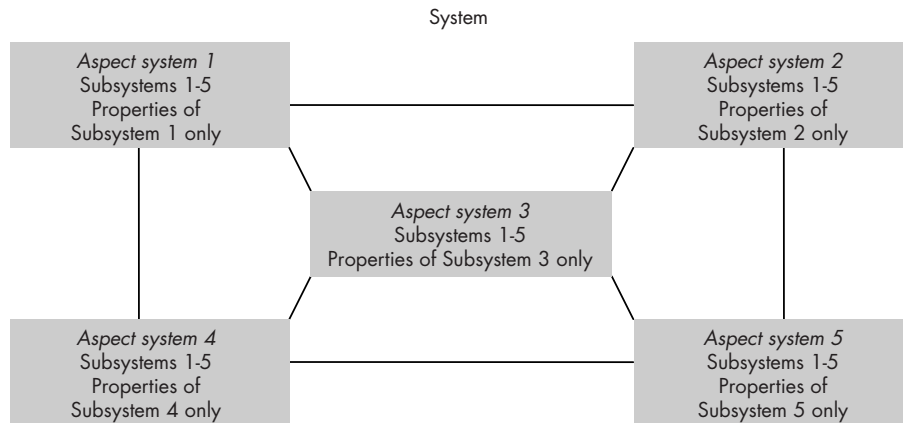 System
Aspect system 1
Subsystems 1-5
Properties of
Subsystem 1 only
Aspect system 2
Subsystems 1-5
Properties of
Subsystem 2 only
Aspect system 3
Subsystems 1-5
Properties of Subsystem 3 only
Aspect system 4
Subsystems 1-5
Properties of
Subsystem 4 only
Aspect system 5
Subsystems 1-5
Properties of
Subsystem 5 only